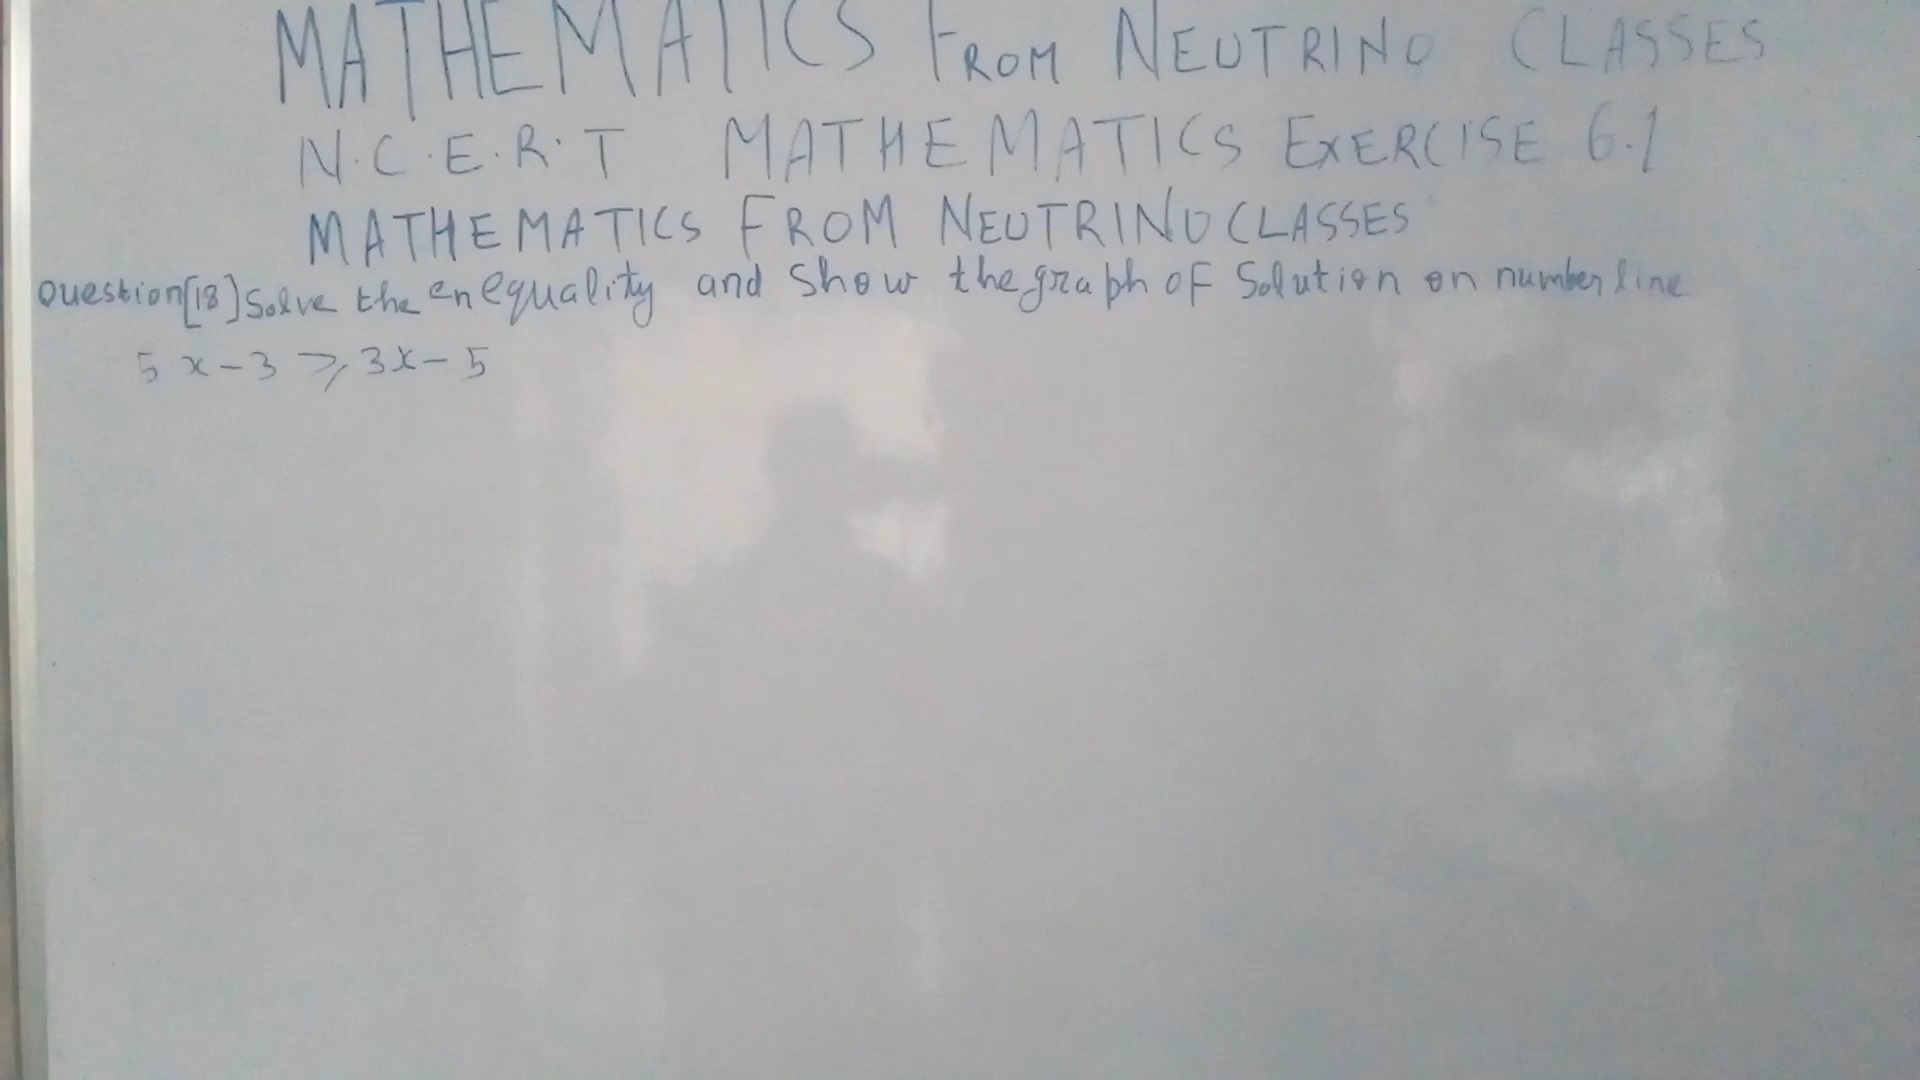 MATHEMATICS FROM NEUTRINO CLASSES
N.C.E.R.T MATHEMATICS EXERCISE 6.1
MATHEMATICS FROM NEUTRINO CLASSES
Question[18] Solve the enequality and show the graph of Solution on number line
5x-3 ⩾ 3x-5